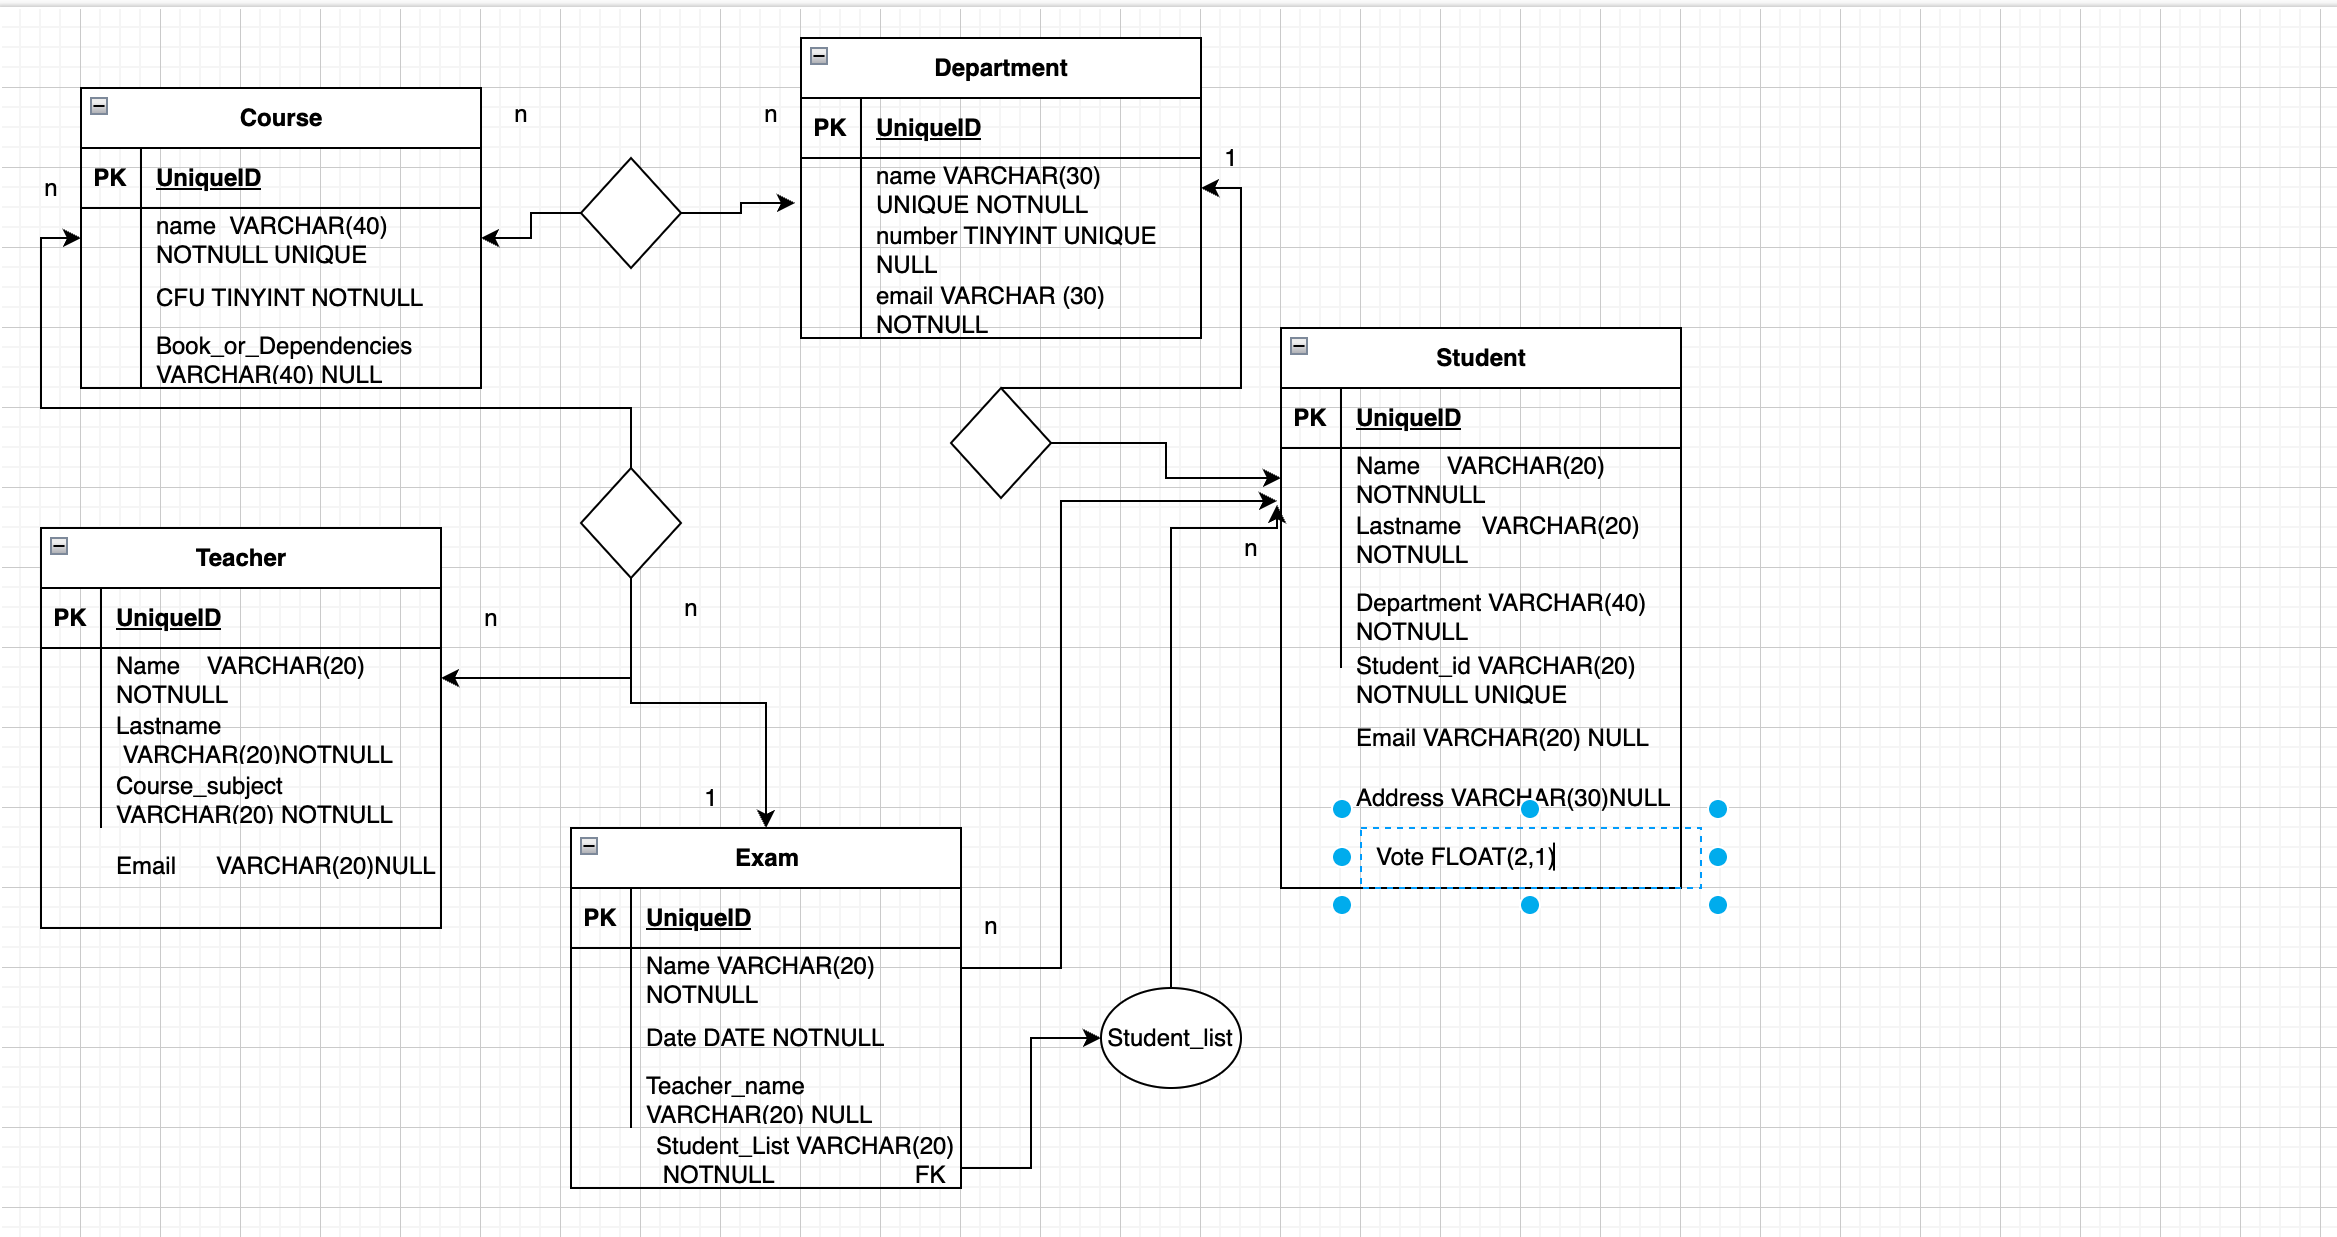 Department
PK UniqueID
name VARCHAR(30)
UNIQUE NOTNULL
number TINYINT UNIQUE
NULL
email VARCHAR (30)
NOTNULL
Course
PK UniqueID
name VARCHAR(40)
NOTNULL UNIQUE
CFU TINYINT NOTNULL
Book_or_Dependencies
VARCHAR(40) NULL
n
n
n
1
Student
PK UniqueID
Name VARCHAR(20)
NOTNNULL
Lastname VARCHAR(20)
NOTNULL
Department VARCHAR(40)
NOTNULL
Student_id VARCHAR(20)
NOTNULL UNIQUE
Email VARCHAR(20) NULL
Address VARCHAR(30)NULL
Vote FLOAT(2,1)
n
Teacher
PK UniqueID
Name VARCHAR(20)
NOTNULL
Lastname
VARCHAR(20)NOTNULL
Course_subject
VARCHAR(20) NOTNULL
Email VARCHAR(20)NULL
n
n
1
Exam
PK UniqueID
Name VARCHAR(20)
NOTNULL
Date DATE NOTNULL
Teacher_name
VARCHAR(20) NULL
Student_List VARCHAR(20)
NOTNULL FK
n
Student_list